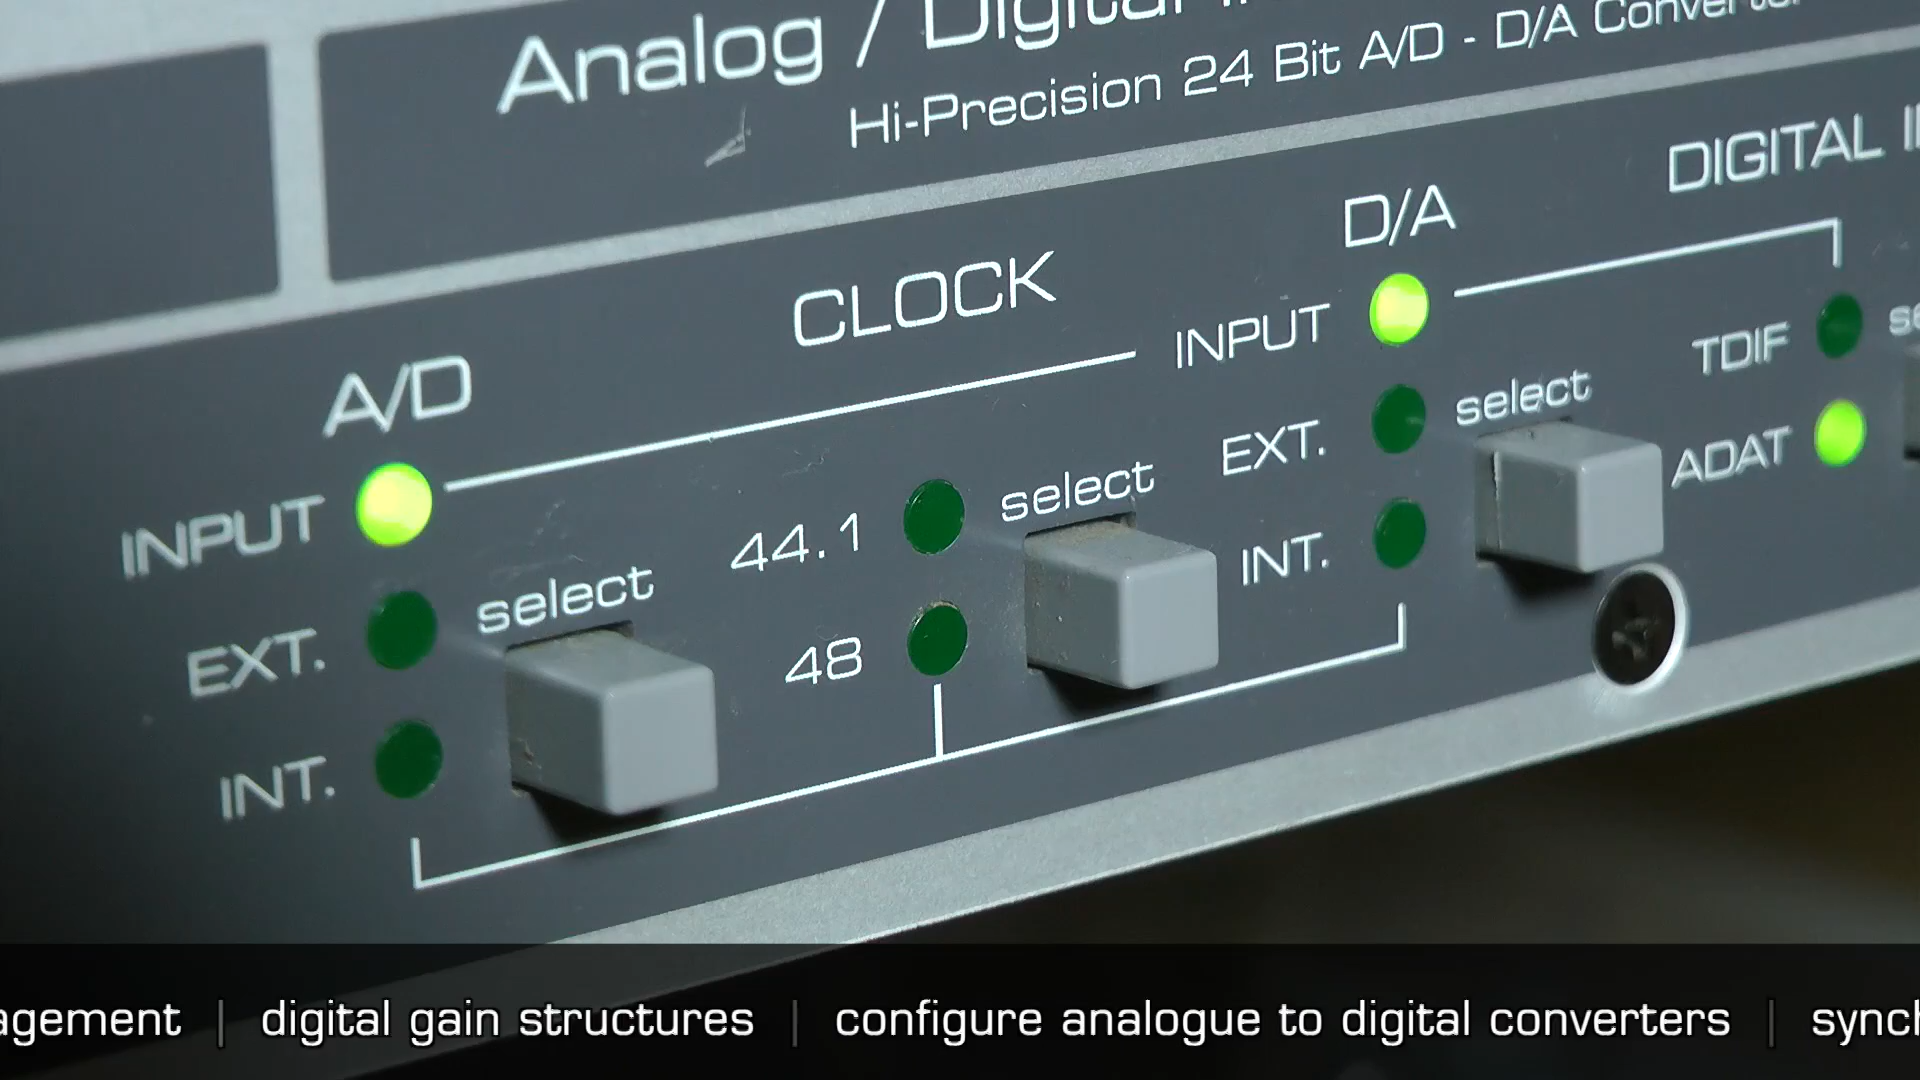 Analog / Digital
Hi-Precision 24 Bit A/D - D/A Converter
DIGITAL
D/A
CLOCK
A/D
INPUT
EXT.
INT.
select
44.1
48
select
INPUT
EXT.
INT.
select
TDIF
ADAT
agement | digital gain structures | configure analogue to digital converters | synch